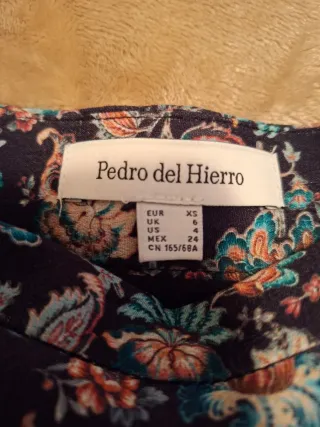 Pedro del Hierro
EUR XS
UK 6
US 4
MEX 24
CN 165/68A